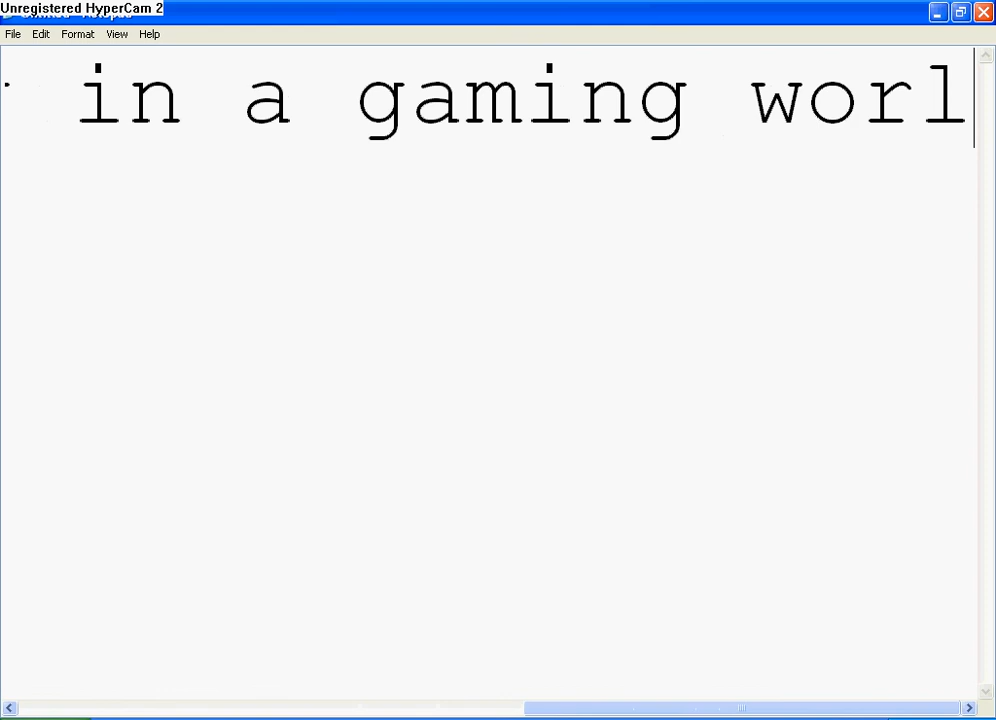 Unregistered HyperCam 2
File Edit Format View Help
in a gaming worl